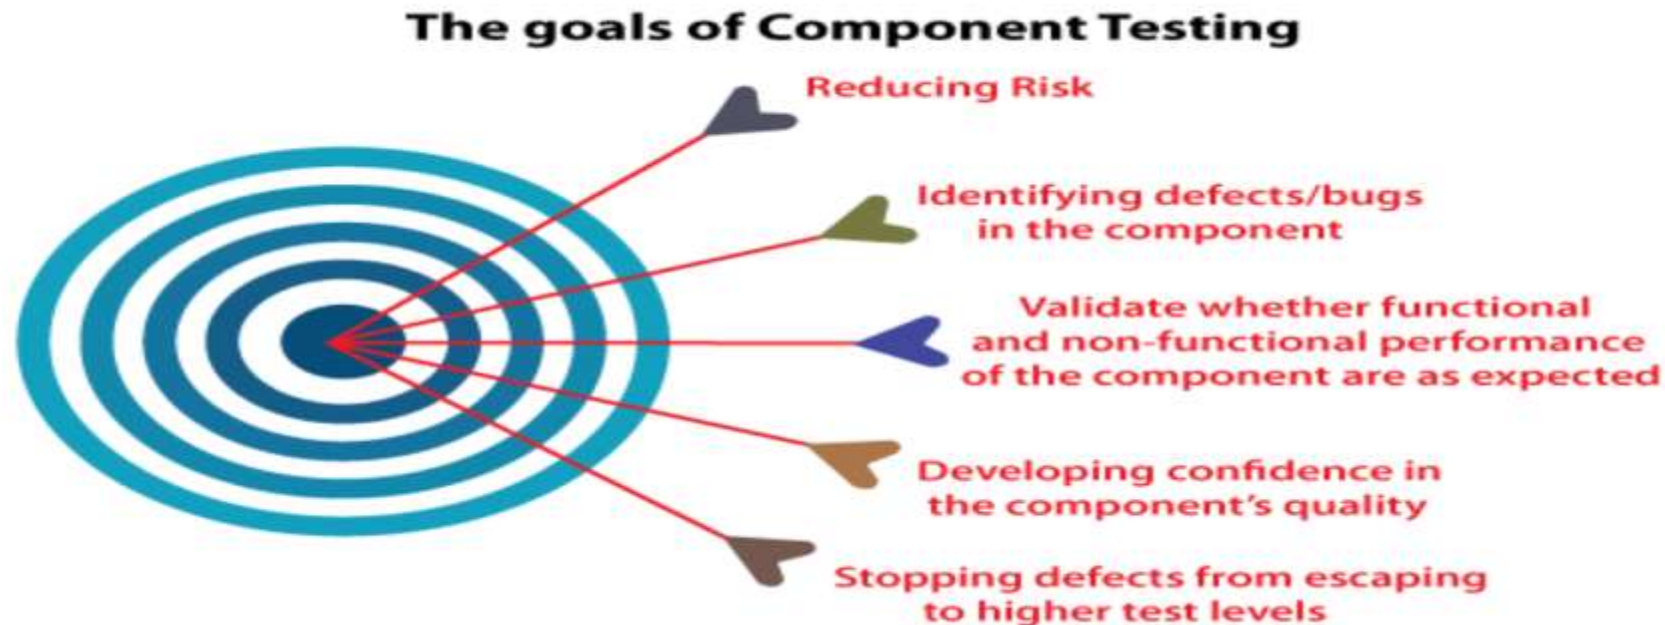 The goals of Component Testing
Reducing Risk
Identifying defects/bugs
in the component
Validate whether functional
and non-functional performance
of the component are as expected
Developing confidence in
the component’s quality
Stopping defects from escaping
to higher test levels